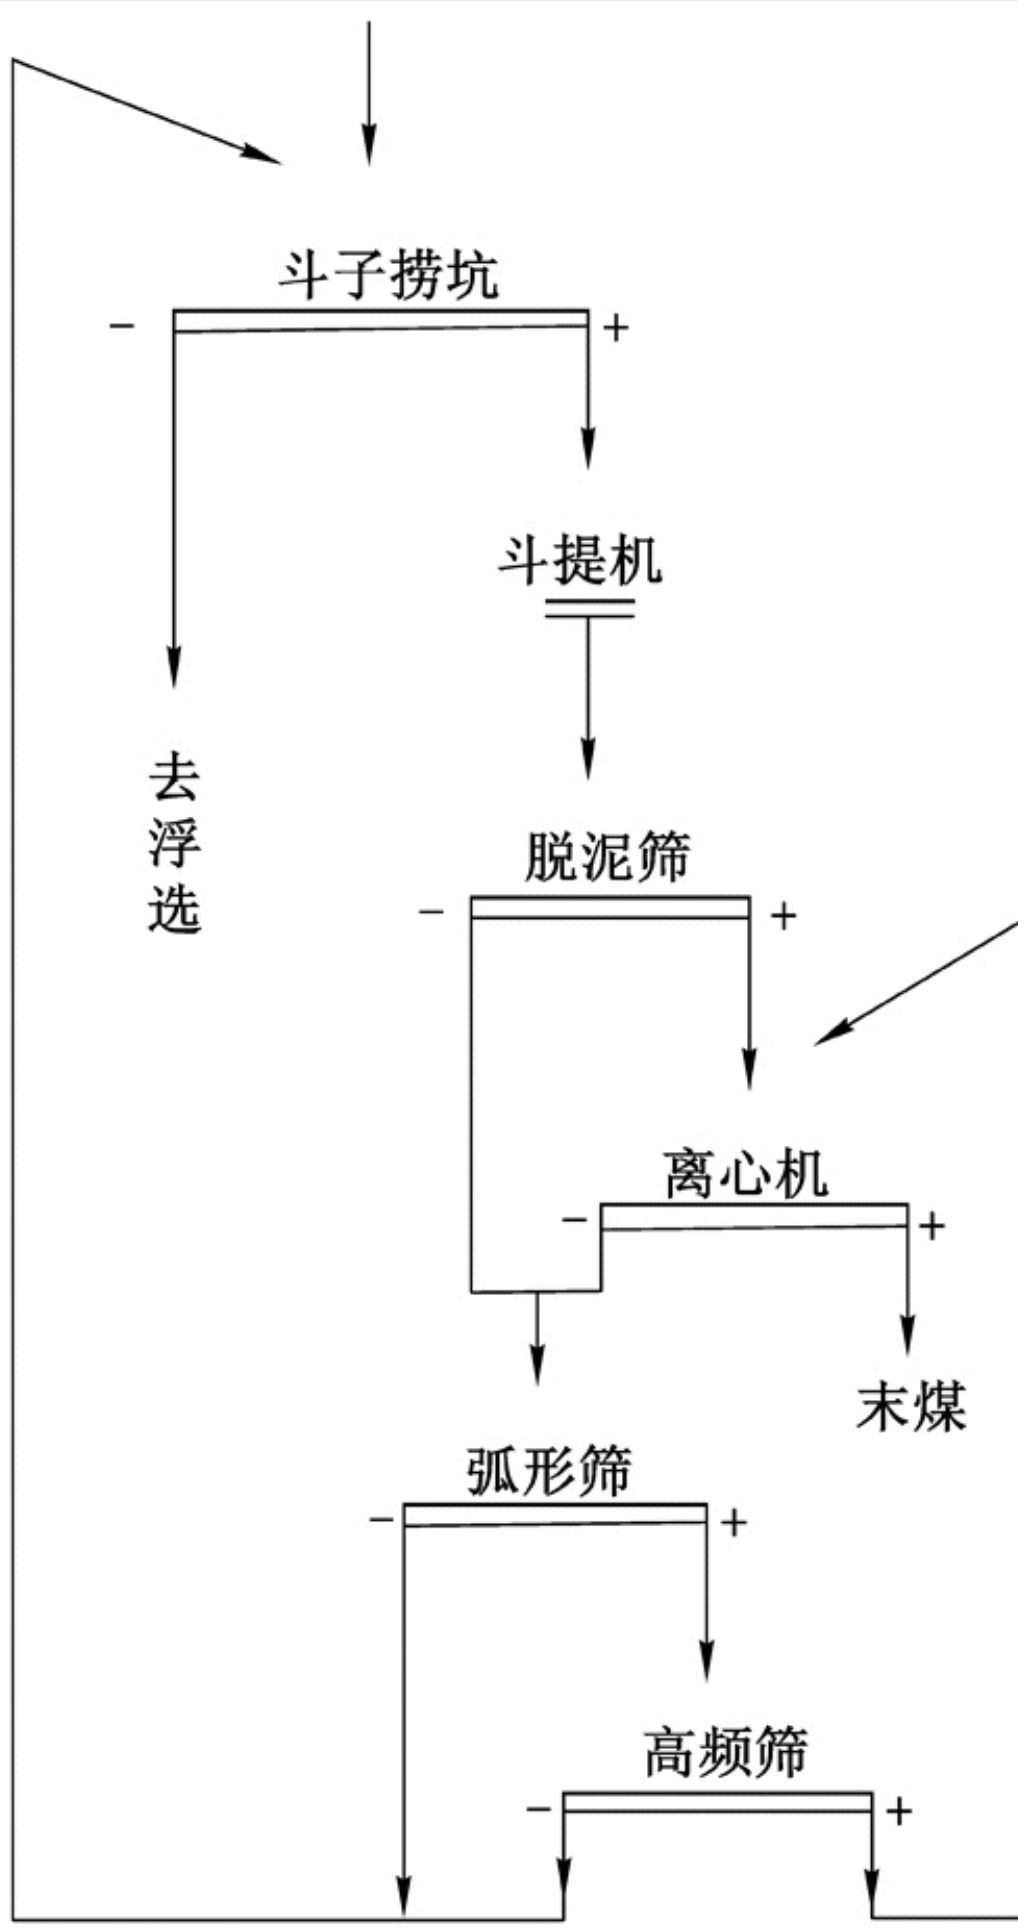 斗子捞坑
- +
斗提机
去浮选
脱泥筛
- +
离心机
- +
末煤
弧形筛
- +
高频筛
- +